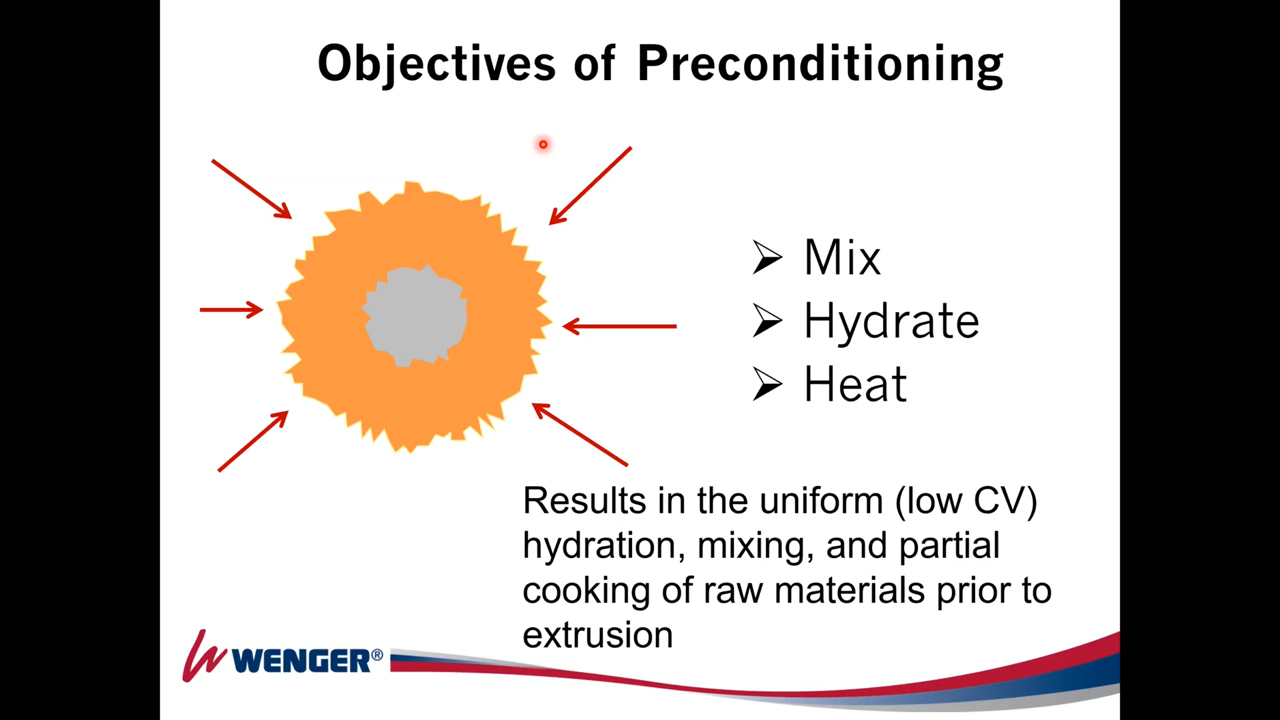 Objectives of Preconditioning
Mix
Hydrate
Heat
Results in the uniform (low CV)
hydration, mixing, and partial
cooking of raw materials prior to
extrusion
WENGER®